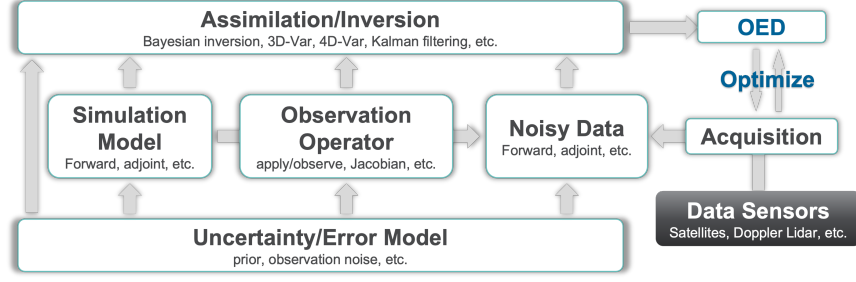 Assimilation/Inversion
Bayesian inversion, 3D-Var, 4D-Var, Kalman filtering, etc.
OED
Optimize
Simulation
Model
Forward, adjoint, etc.
Observation
Operator
apply/observe, Jacobian, etc.
Noisy Data
Forward, adjoint, etc.
Acquisition
Data Sensors
Satellites, Doppler Lidar, etc.
Uncertainty/Error Model
prior, observation noise, etc.